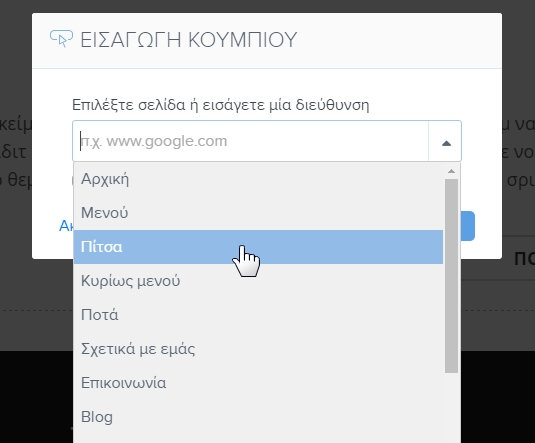 ΕΙΣΑΓΩΓΗ ΚΟΥΜΠΙΟΥ
Επιλέξτε σελίδα ή εισάγετε μία διεύθυνση
π.χ. www.google.com
Αρχική
Μενού
Πίτσα
Κυρίως μενού
Ποτά
Σχετικά με εμάς
Επικοινωνία
Blog